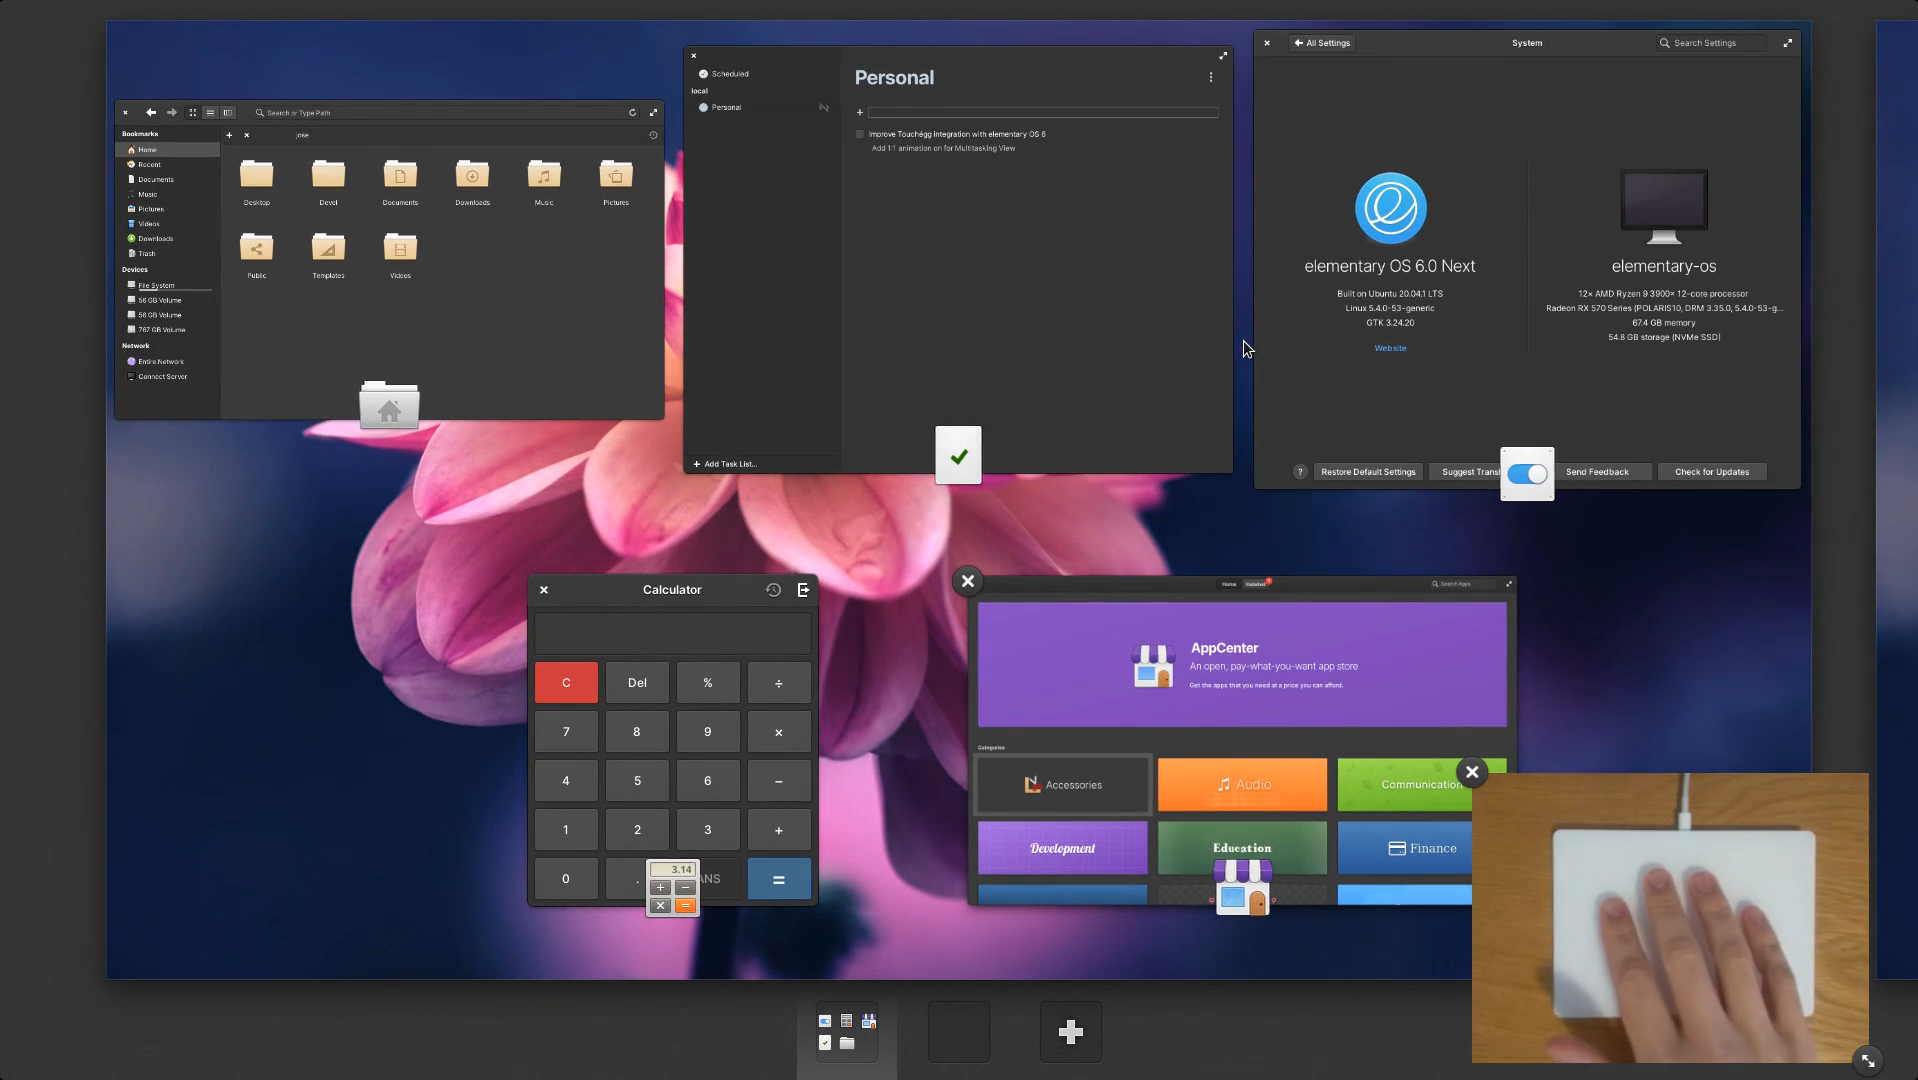 Search or Type Path
Bookmarks
jose
Home
Recent
Documents
Music
Pictures
Videos
Downloads
Trash
Devices
File System
56 GB Volume
56 GB Volume
767 GB Volume
Network
Entire Network
Connect Server
Desktop
Devel
Documents
Downloads
Music
Pictures
Public
Templates
Videos
Scheduled
local
Personal
+ Add Task List...
Personal
+
Improve Touchégg integration with elementary OS 6
Add 1:1 animation on for Multitasking View
All Settings
System
Search Settings
elementary OS 6.0 Next
Built on Ubuntu 20.04.1 LTS
Linux 5.4.0-53-generic
GTK 3.24.20
Website
elementary-os
12× AMD Ryzen 9 3900× 12-core processor
Radeon RX 570 Series (POLARIS10, DRM 3.35.0, 5.4.0-53-g...
67.4 GB memory
54.8 GB storage (NVMe SSD)
?
Restore Default Settings
Suggest Transl
Send Feedback
Check for Updates
Calculator
C Del % ÷
7 8 9 ×
4 5 6 −
1 2 3 +
0 . ANS =
3.14
+ −
× =
Home Installed
Search Apps
AppCenter
An open, pay-what-you-want app store
Get the apps that you need at a price you can afford.
Categories
Accessories
Audio
Communication
Development
Education
Finance